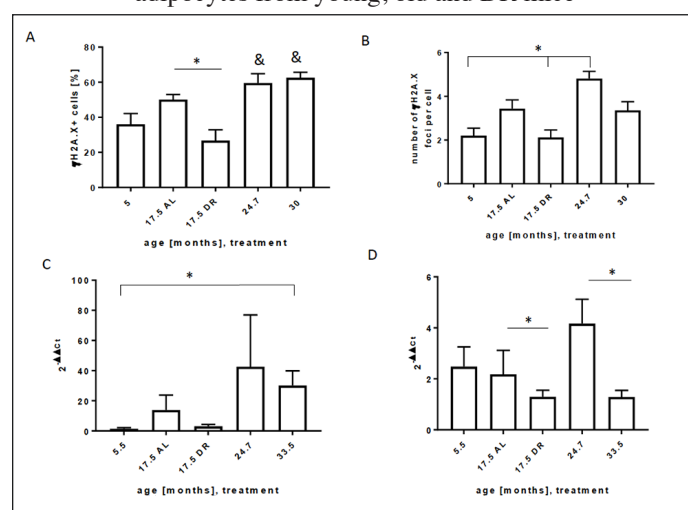 adipocytes from young, old and DR mice
A
γH2A.X+ cells [%]
80
60
40
20
0
*
&
&
5
17.5 AL
17.5 DR
24.7
30
age [months], treatment
B
number of γH2A.X
foci per cell
6
4
2
0
*
5
17.5 AL
17.5 DR
24.7
30
age [months], treatment
C
2-▲▲Ct
100
80
60
40
20
0
*
5.5
17.5 AL
17.5 DR
24.7
33.5
age [months], treatment
D
2-▲▲Ct
6
4
2
0
*
*
5.5
17.5 AL
17.5 DR
24.7
33.5
age [months], treatment